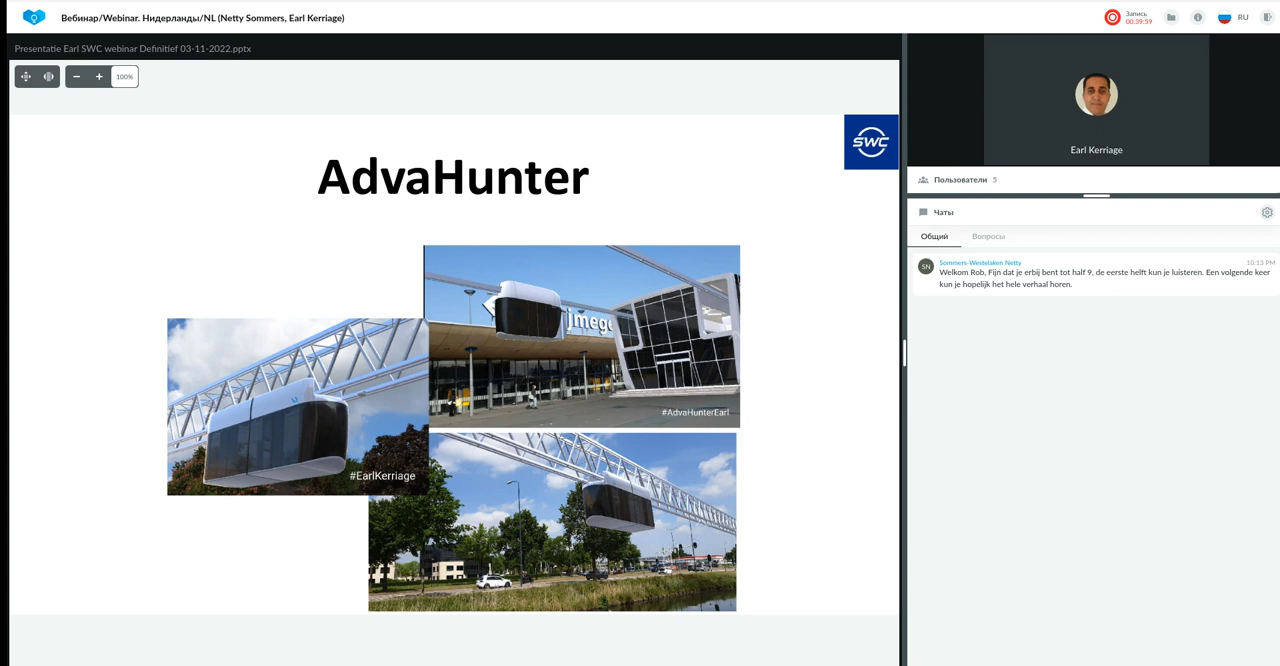 Вебинар/Webinar. Нидерланды/NL (Netty Sommers, Earl Kerriage)
Запись
00:39:59
RU
Presentatie Earl SWC webinar Definitief 03-11-2022.pptx
100%
SWC
AdvaHunter
imege
#AdvaHunterEarl
#EarlKerriage
Earl Kerriage
Пользователи 5
Чаты
Общий Вопросы
SN
Sommers-Westelaken Netty 10:13 PM
Welkom Rob, Fijn dat je erbij bent tot half 9, de eerste helft kun je luisteren. Een volgende keer
kun je hopelijk het hele verhaal horen.